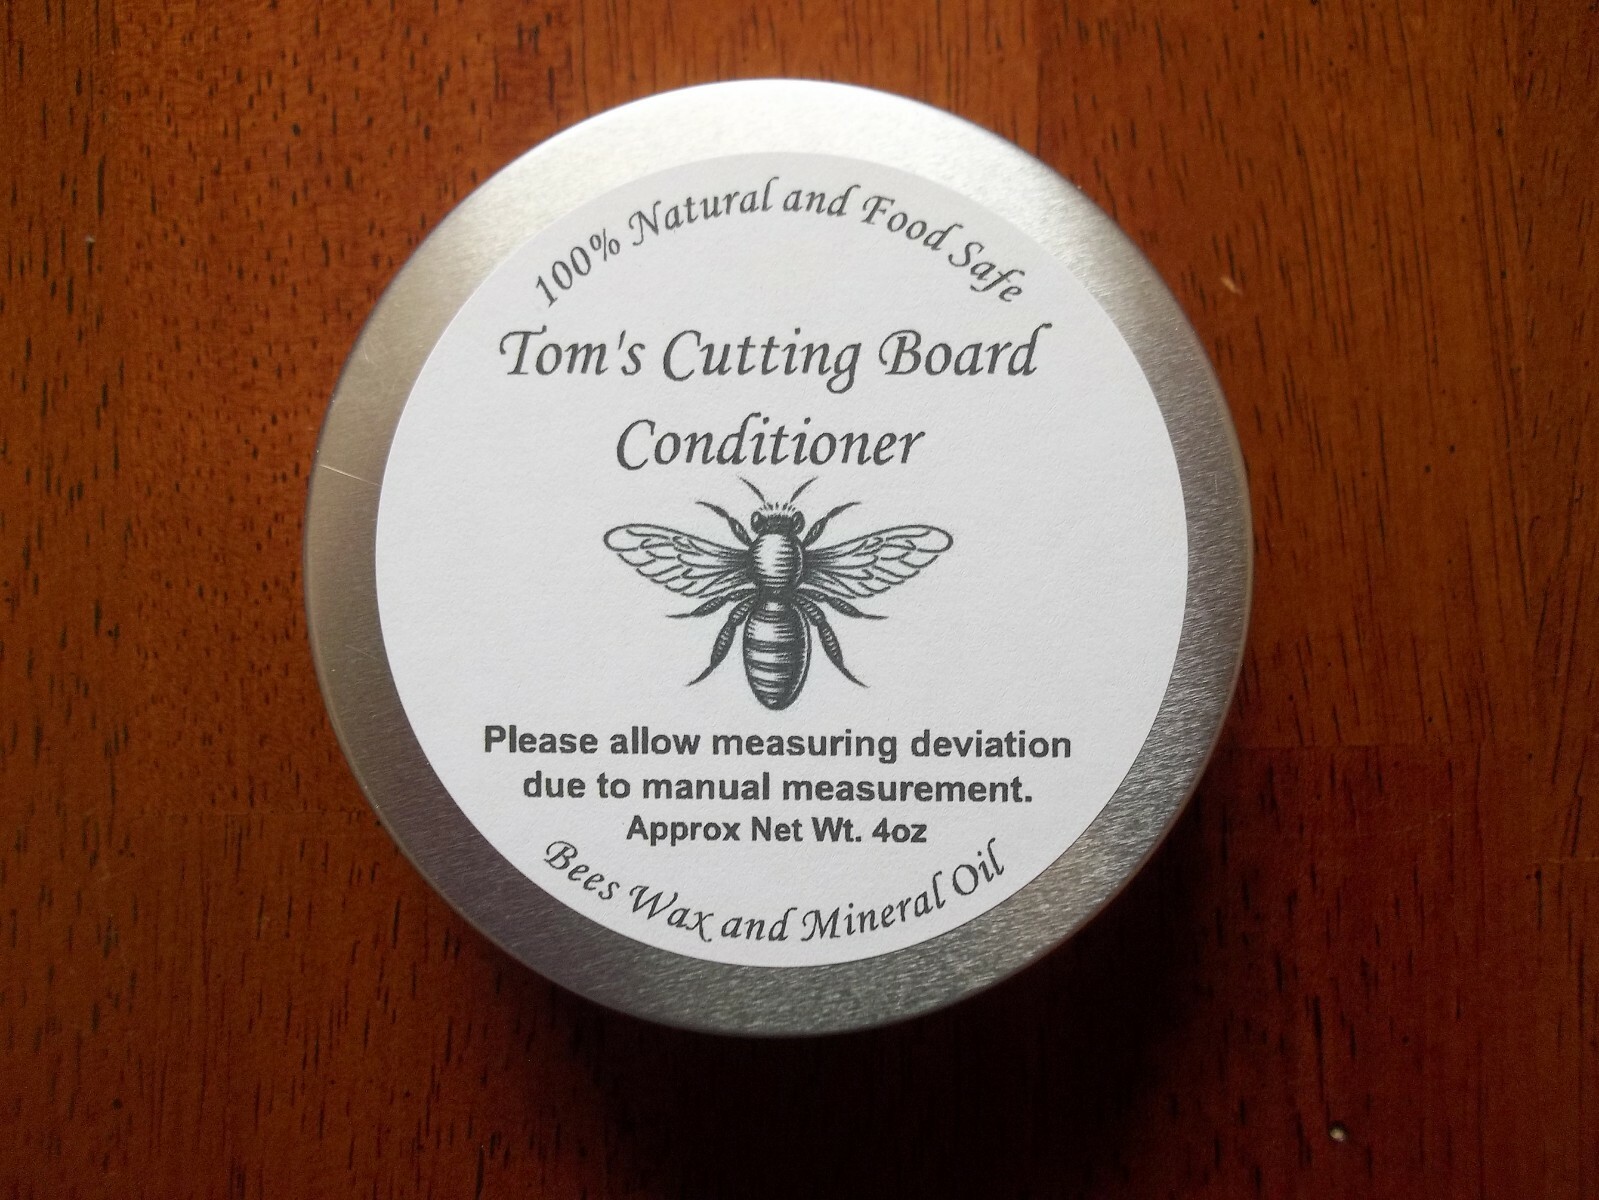 100% Natural and Food Safe
Tom's Cutting Board
Conditioner
Please allow measuring deviation
due to manual measurement.
Approx Net Wt. 4oz
Bees Wax and Mineral Oil